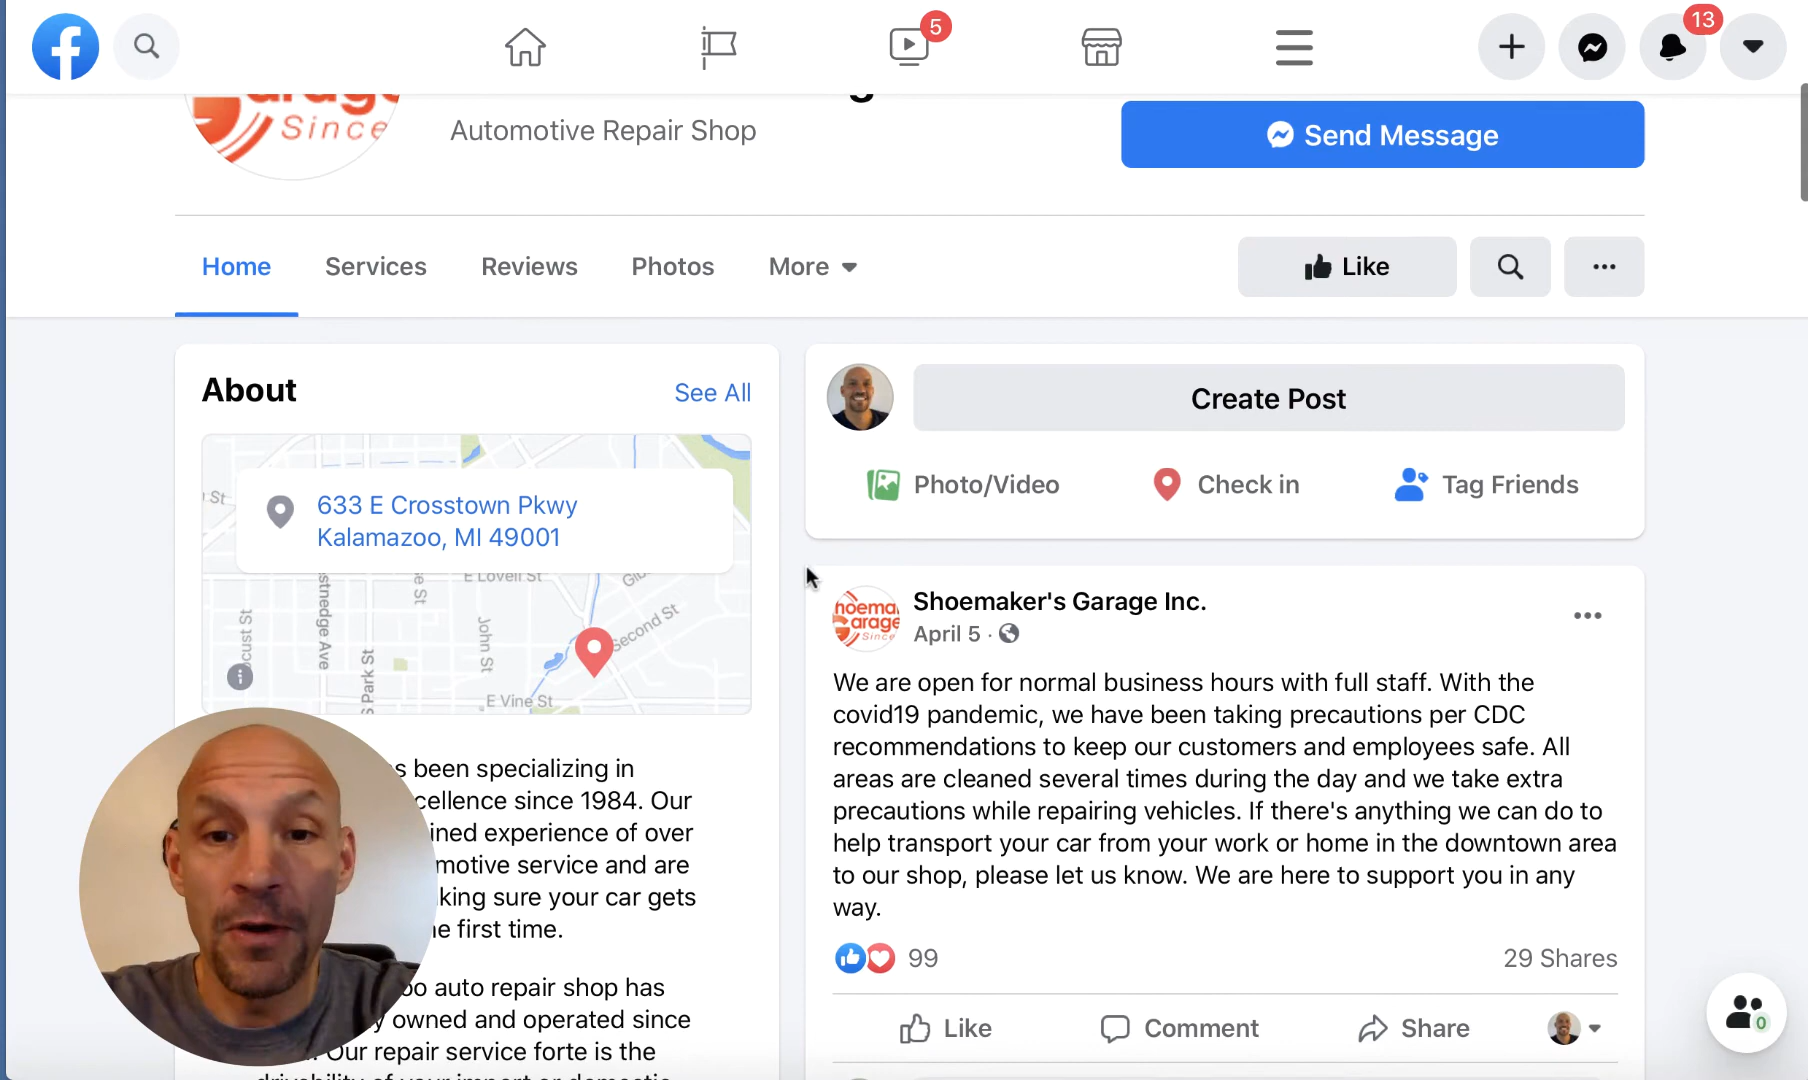 5
13
Since
Automotive Repair Shop
Send Message
Home
Services
Reviews
Photos
More
Like
About
See All
633 E Crosstown Pkwy
Kalamazoo, MI 49001
St
E Lovell St
Second St
John St
S Park St
E Vine St
s been specializing in
cellence since 1984. Our
ined experience of over
motive service and are
king sure your car gets
e first time.
oo auto repair shop has
y owned and operated since
Our repair service forte is the
Create Post
Photo/Video
Check in
Tag Friends
Shoemaker's Garage Inc.
April 5 ·
We are open for normal business hours with full staff. With the
covid19 pandemic, we have been taking precautions per CDC
recommendations to keep our customers and employees safe. All
areas are cleaned several times during the day and we take extra
precautions while repairing vehicles. If there's anything we can do to
help transport your car from your work or home in the downtown area
to our shop, please let us know. We are here to support you in any
way.
99
29 Shares
Like
Comment
Share
0